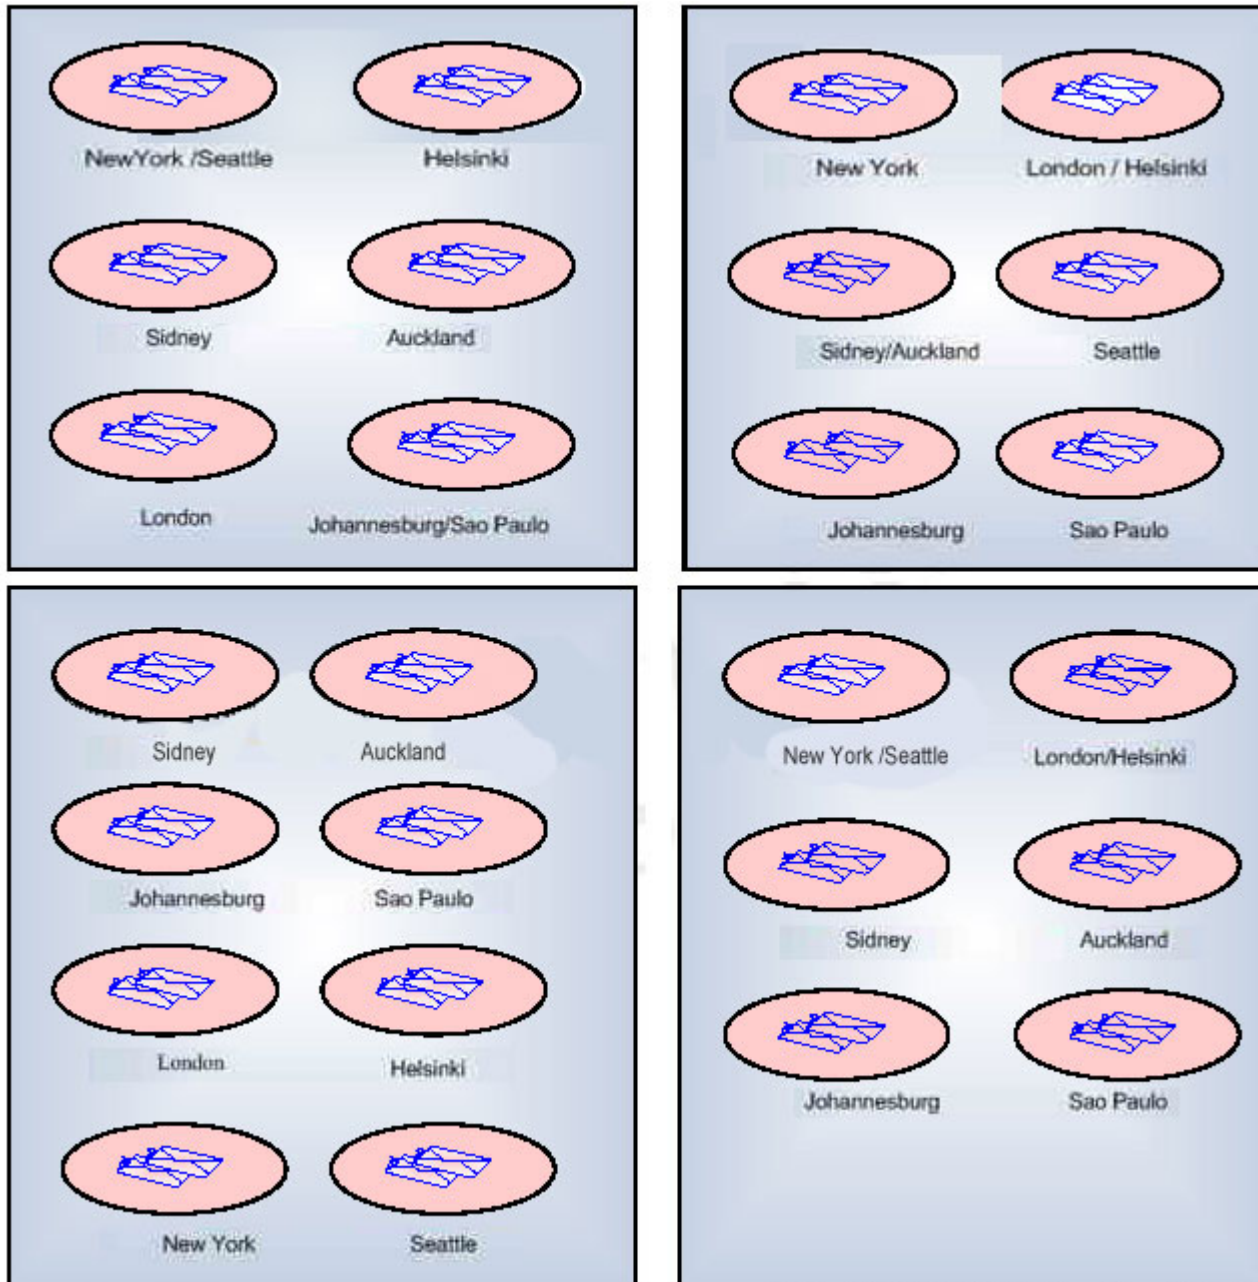 NewYork /Seattle
Helsinki
Sidney
Auckland
London
Johannesburg/Sao Paulo
New York
London / Helsinki
Sidney/Auckland
Seattle
Johannesburg
Sao Paulo
Sidney
Auckland
Johannesburg
Sao Paulo
London
Helsinki
New York
Seattle
New York /Seattle
London/Helsinki
Sidney
Auckland
Johannesburg
Sao Paulo